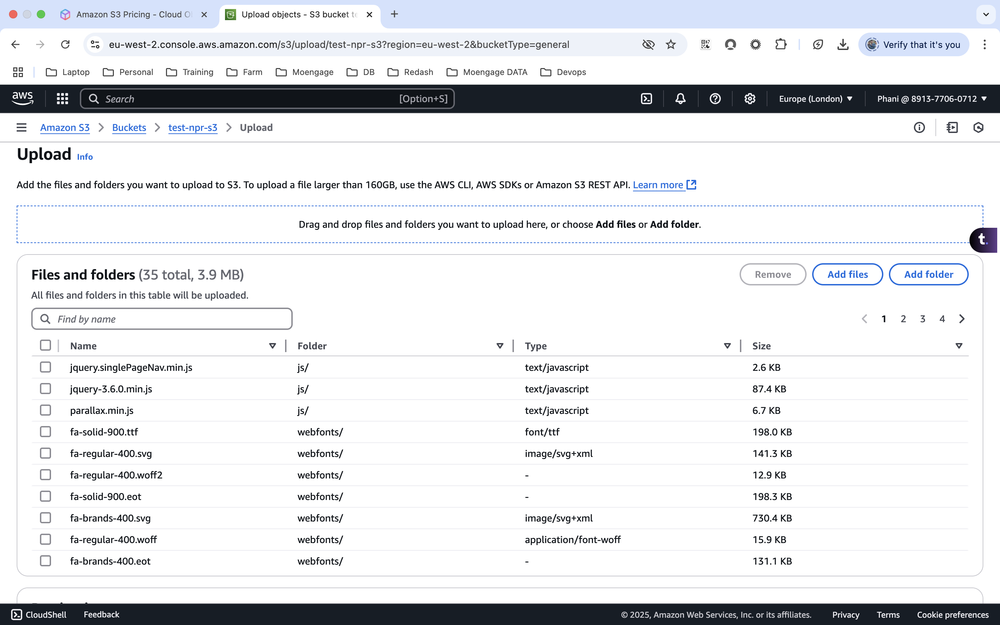 Amazon S3 Pricing - Cloud O
Upload objects - S3 bucket te
eu-west-2.console.aws.amazon.com/s3/upload/test-npr-s3?region=eu-west-2&bucketType=general
Verify that it's you
Laptop Personal Training Farm Moengage DB Redash Moengage DATA Devops
aws Search [Option+S] Europe (London) Phani @ 8913-7706-0712
Amazon S3 Buckets test-npr-s3 Upload
Upload Info
Add the files and folders you want to upload to S3. To upload a file larger than 160GB, use the AWS CLI, AWS SDKs or Amazon S3 REST API. Learn more
Drag and drop files and folders you want to upload here, or choose Add files or Add folder.
t.
Files and folders (35 total, 3.9 MB) Remove Add files Add folder
All files and folders in this table will be uploaded.
Find by name 1 2 3 4
Name Folder Type Size
jquery.singlePageNav.min.js js/ text/javascript 2.6 KB
jquery-3.6.0.min.js js/ text/javascript 87.4 KB
parallax.min.js js/ text/javascript 6.7 KB
fa-solid-900.ttf webfonts/ font/ttf 198.0 KB
fa-regular-400.svg webfonts/ image/svg+xml 141.3 KB
fa-regular-400.woff2 webfonts/ - 12.9 KB
fa-solid-900.eot webfonts/ - 198.3 KB
fa-brands-400.svg webfonts/ image/svg+xml 730.4 KB
fa-regular-400.woff webfonts/ application/font-woff 15.9 KB
fa-brands-400.eot webfonts/ - 131.1 KB
CloudShell Feedback © 2025, Amazon Web Services, Inc. or its affiliates. Privacy Terms Cookie preferences